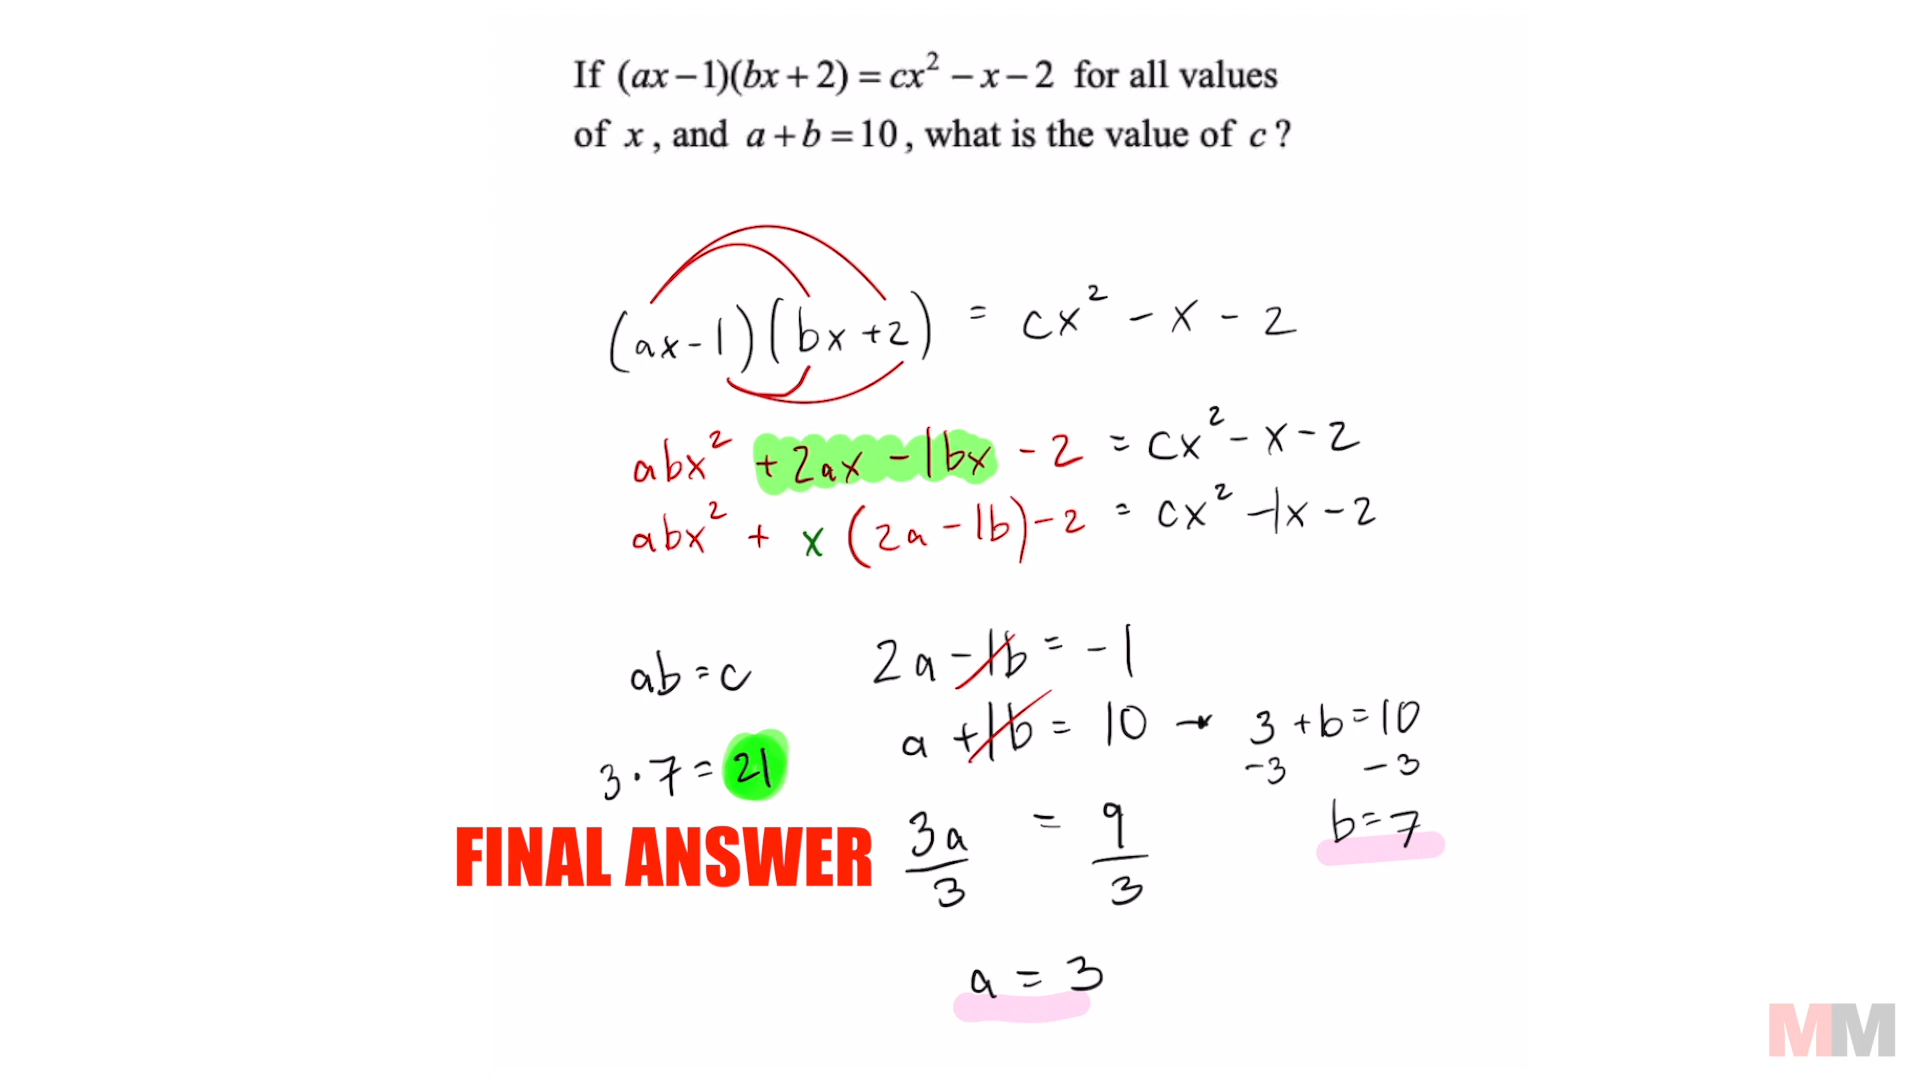 If (ax−1)(bx+2)=cx²−x−2 for all values
of x, and a+b=10, what is the value of c?
(ax-1)(bx+2) = cx² - x - 2
abx² +2ax -1bx -2 = cx² - x - 2
abx² + x (2a -1b) -2 = cx² -1x -2
ab = c
3·7 = 21
FINAL ANSWER
2a -1b = -1
a +1b = 10 → 3 + b = 10
-3 -3
b = 7
3a = 9
3 3
a = 3
MM